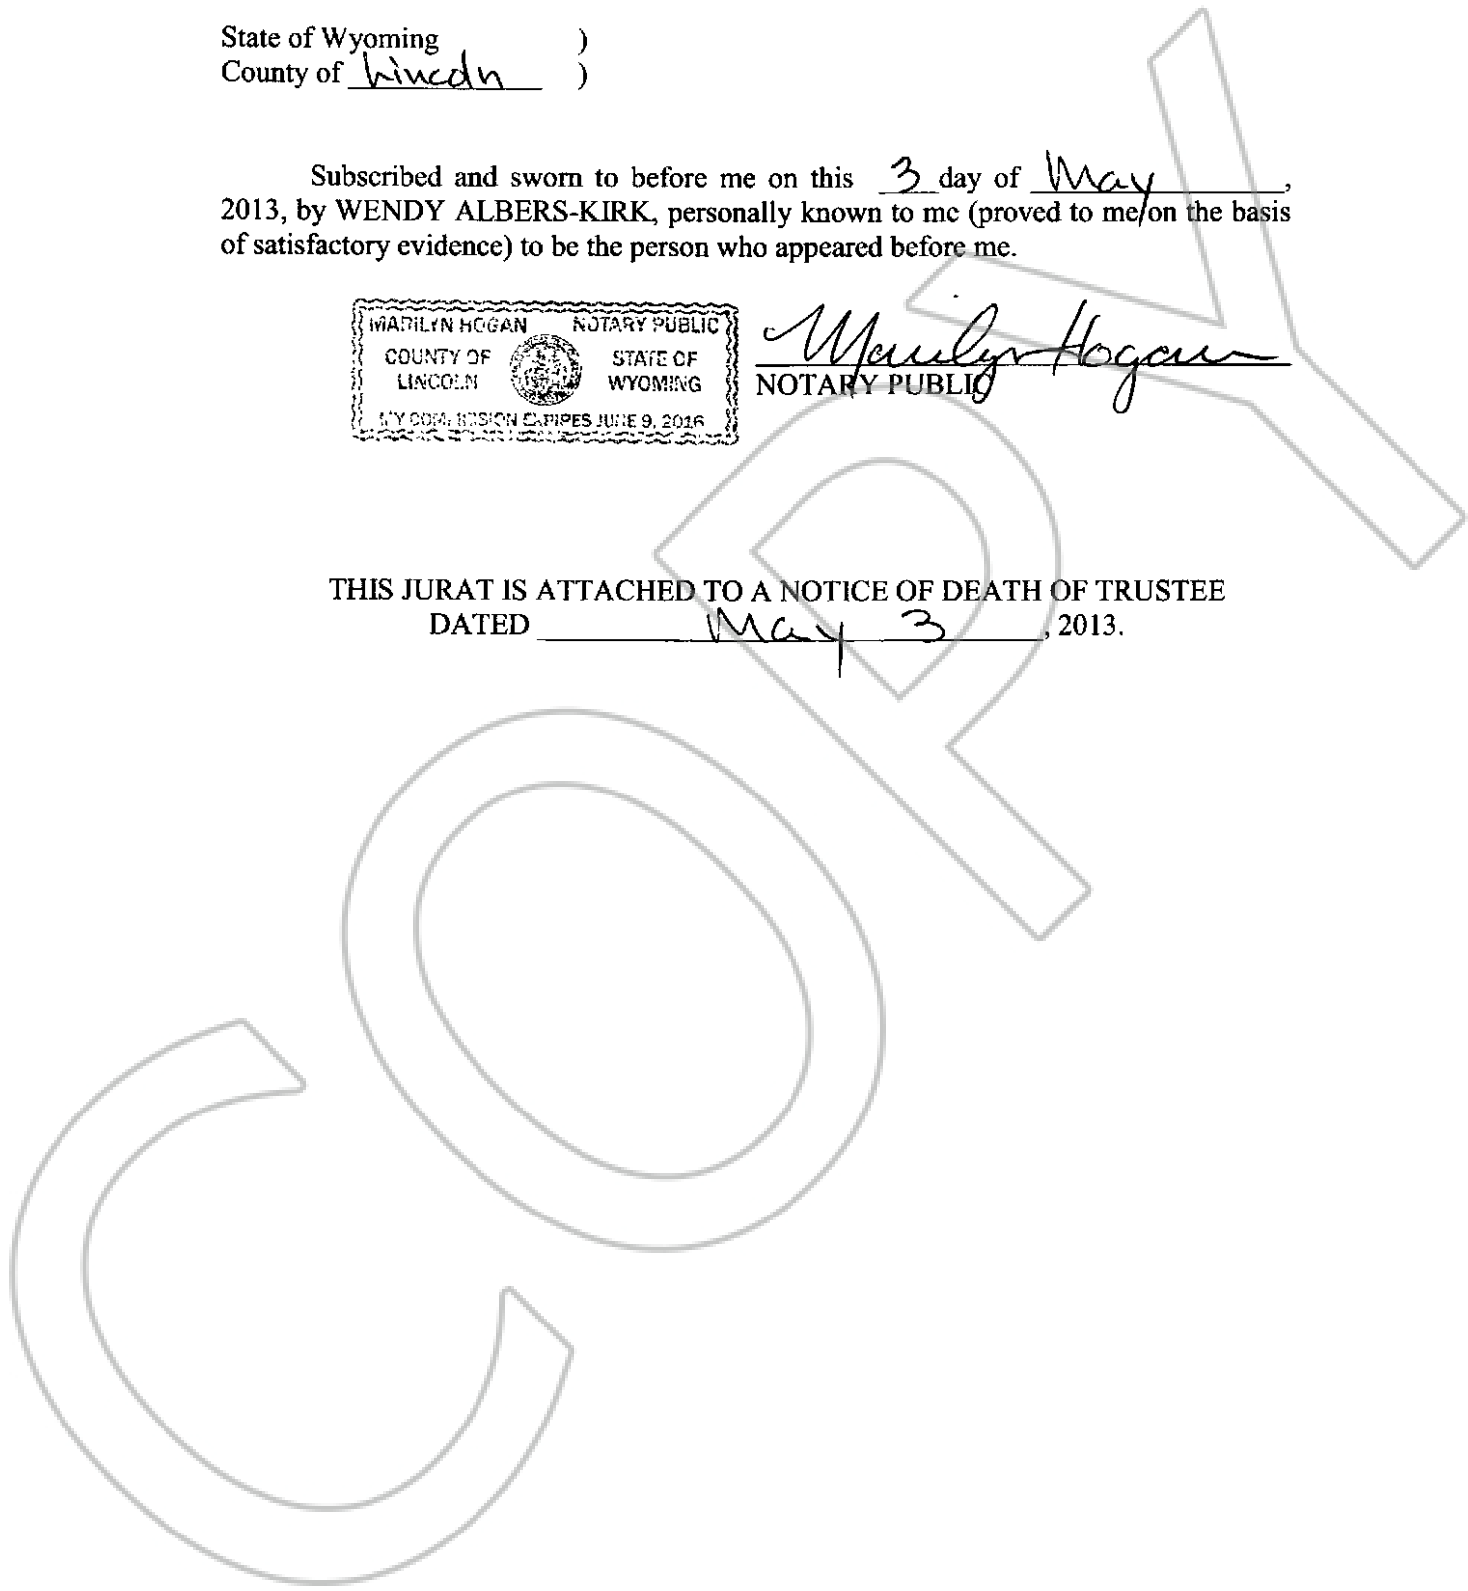 State of Wyoming )
County of Lincoln )
Subscribed and sworn to before me on this 3 day of May,
2013, by WENDY ALBERS-KIRK, personally known to me (proved to me/on the basis
of satisfactory evidence) to be the person who appeared before me.
MARILYN HOGAN NOTARY PUBLIC
COUNTY OF LINCOLN
STATE OF WYOMING
MY COMMISSION EXPIRES JUNE 9, 2016
Marilyn Hogan
NOTARY PUBLIC
THIS JURAT IS ATTACHED TO A NOTICE OF DEATH OF TRUSTEE
DATED May 3, 2013.
COPY